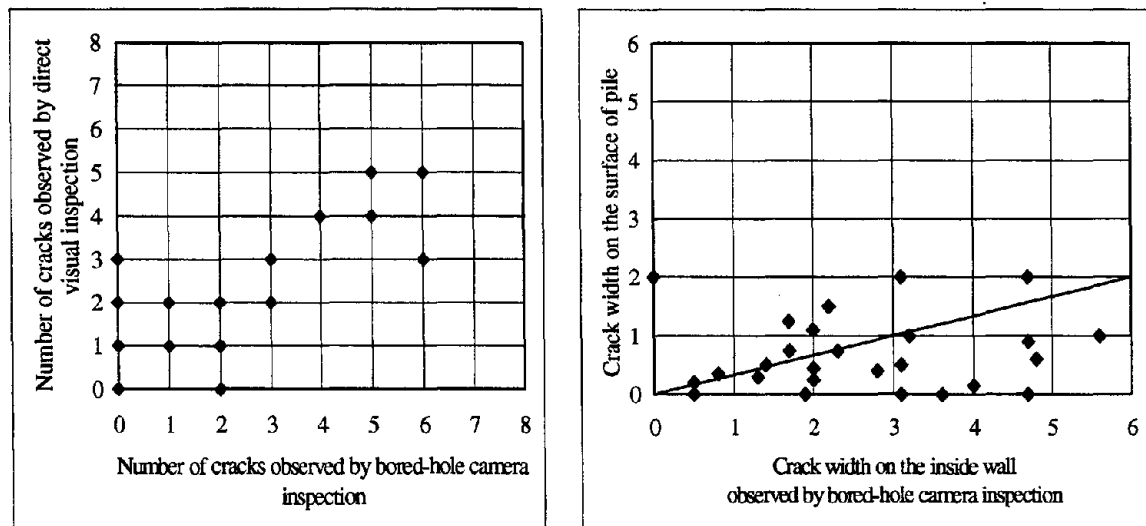 Number of cracks observed by direct
visual inspection
8
7
6
5
4
3
2
1
0
0 1 2 3 4 5 6 7 8
Number of cracks observed by bored-hole camera
inspection
Crack width on the surface of pile
6
5
4
3
2
1
0
0 1 2 3 4 5 6
Crack width on the inside wall
observed by bored-hole camera inspection